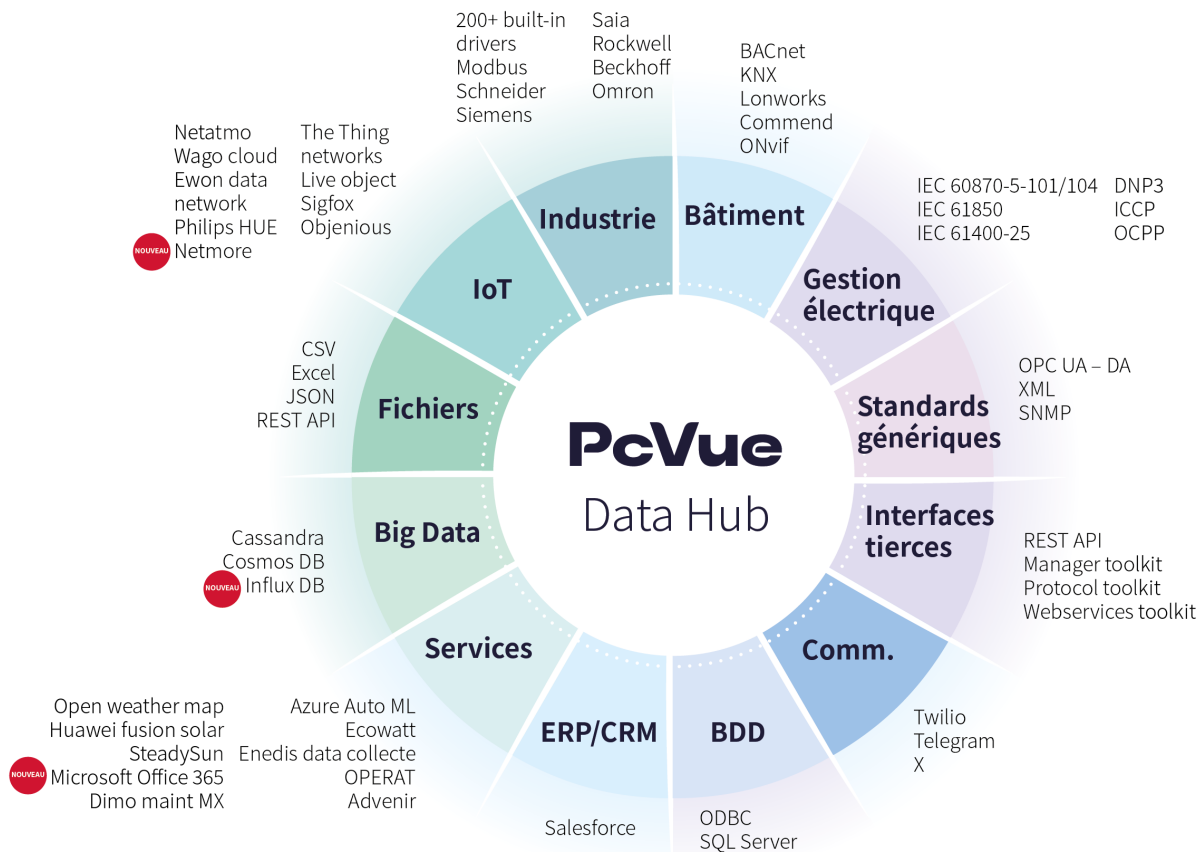 200+ built-in
drivers
Modbus
Schneider
Siemens
Saia
Rockwell
Beckhoff
Omron
BACnet
KNX
Lonworks
Commend
ONvif
Netatmo
Wago cloud
Ewon data
network
Philips HUE
NOUVEAU
Netmore
The Thing
networks
Live object
Sigfox
Objenious
IEC 60870-5-101/104
IEC 61850
IEC 61400-25
DNP3
ICCP
OCPP
Industrie
Bâtiment
IoT
Gestion
électrique
CSV
Excel
JSON
REST API
Fichiers
Standards
génériques
OPC UA – DA
XML
SNMP
PcVue
Data Hub
Big Data
Interfaces
tierces
Cassandra
Cosmos DB
NOUVEAU
Influx DB
REST API
Manager toolkit
Protocol toolkit
Webservices toolkit
Services
Comm.
ERP/CRM
BDD
Open weather map
Huawei fusion solar
SteadySun
NOUVEAU
Microsoft Office 365
Dimo maint MX
Azure Auto ML
Ecowatt
Enedis data collecte
OPERAT
Advenir
Twilio
Telegram
X
Salesforce
ODBC
SQL Server